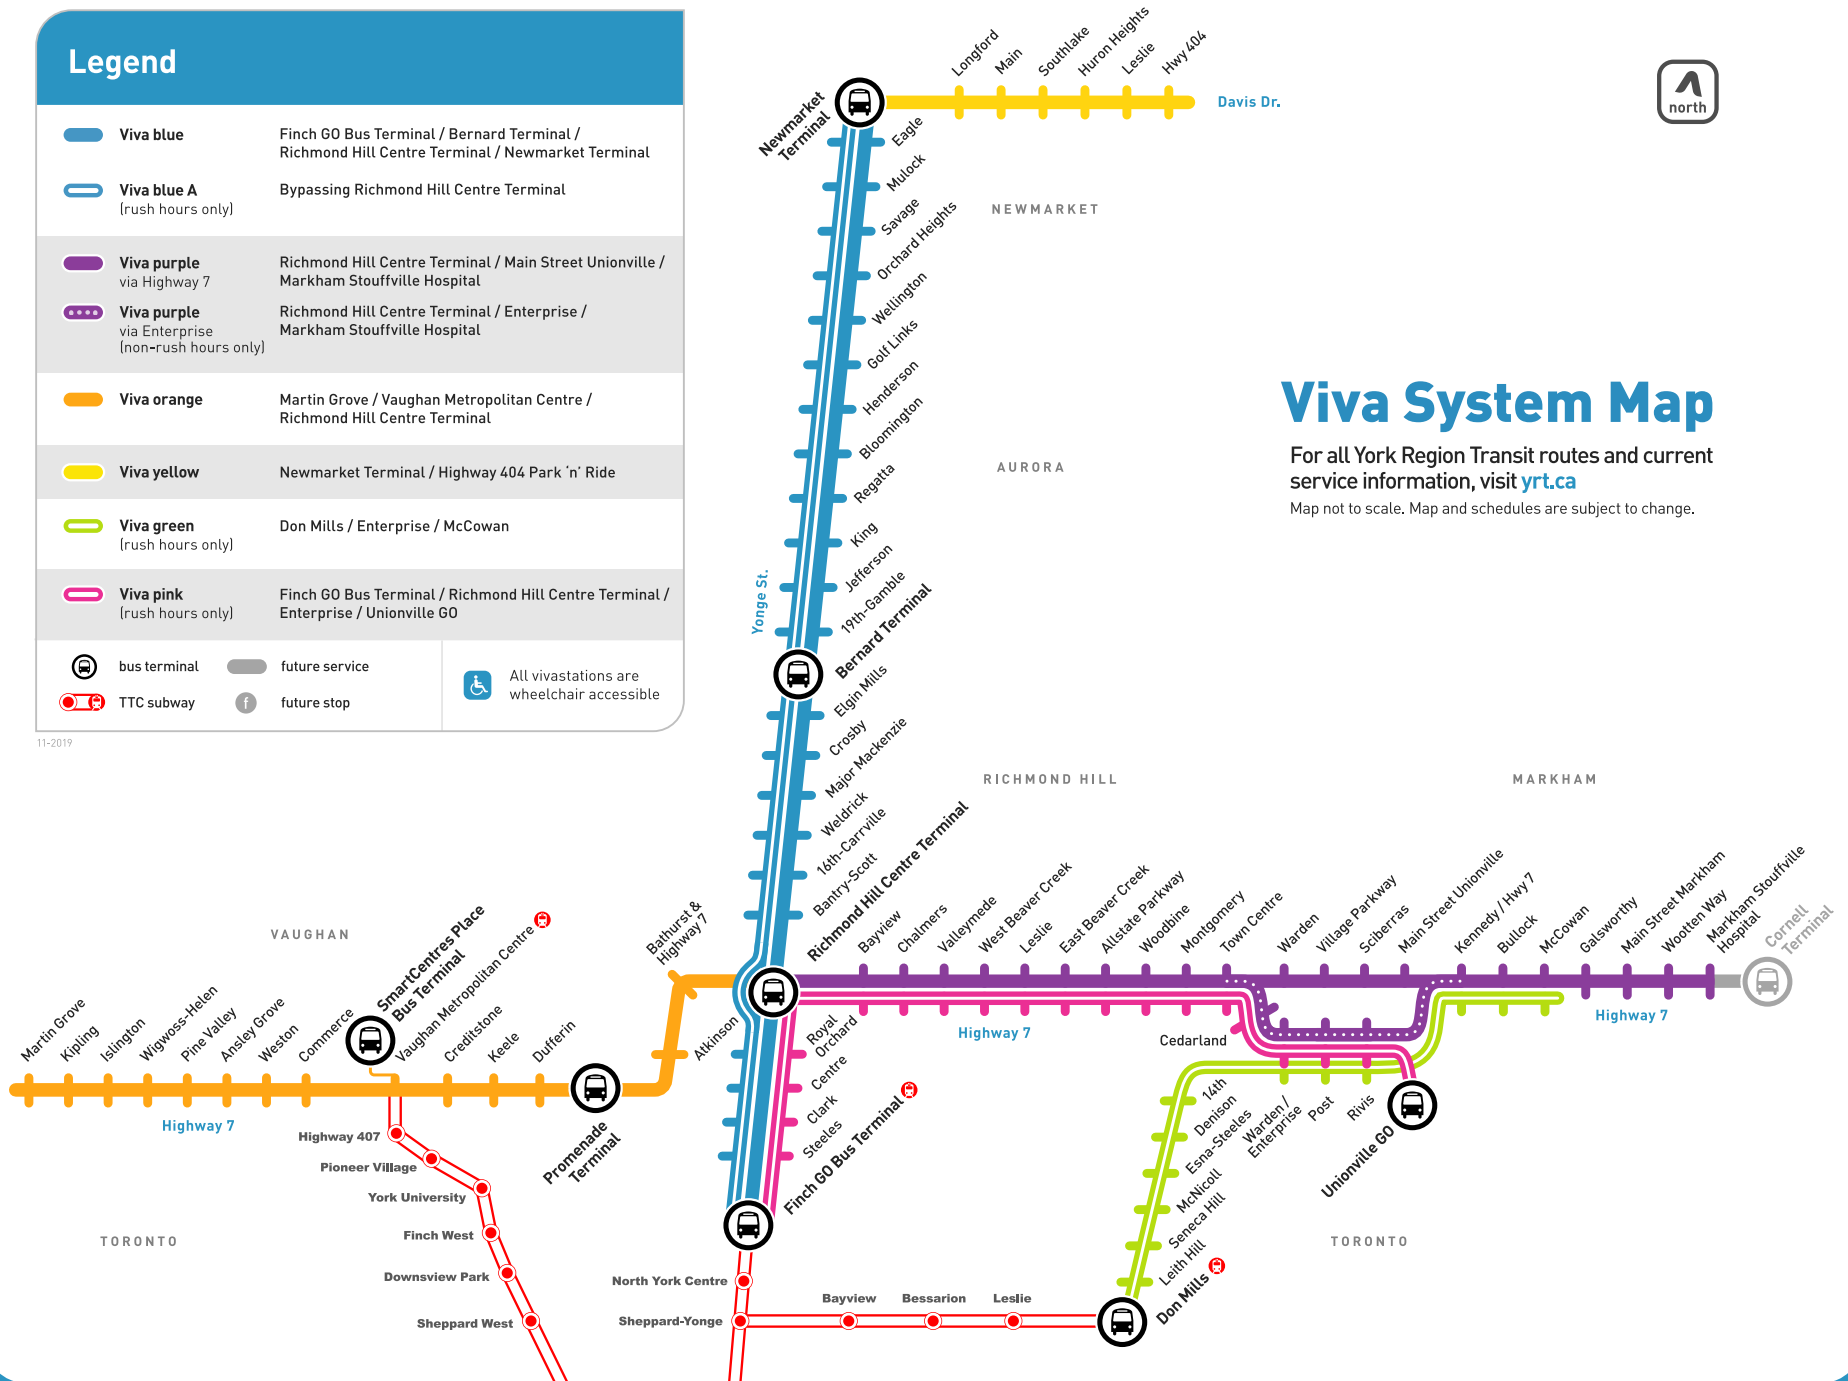 Legend
Viva blue
Finch GO Bus Terminal / Bernard Terminal /
Richmond Hill Centre Terminal / Newmarket Terminal
Viva blue A
(rush hours only)
Bypassing Richmond Hill Centre Terminal
Viva purple
via Highway 7
Richmond Hill Centre Terminal / Main Street Unionville /
Markham Stouffville Hospital
Viva purple
via Enterprise
(non-rush hours only)
Richmond Hill Centre Terminal / Enterprise /
Markham Stouffville Hospital
Viva orange
Martin Grove / Vaughan Metropolitan Centre /
Richmond Hill Centre Terminal
Viva yellow
Newmarket Terminal / Highway 404 Park ‘n’ Ride
Viva green
(rush hours only)
Don Mills / Enterprise / McCowan
Viva pink
(rush hours only)
Finch GO Bus Terminal / Richmond Hill Centre Terminal /
Enterprise / Unionville GO
bus terminal
future service
TTC subway
f
future stop
All vivastations are
wheelchair accessible
11-2019
north
Viva System Map
For all York Region Transit routes and current
service information, visit yrt.ca
Map not to scale. Map and schedules are subject to change.
Newmarket
Terminal
Longford
Main
Southlake
Huron Heights
Leslie
Hwy 404
Davis Dr.
NEWMARKET
Eagle
Mulock
Savage
Orchard Heights
Wellington
Golf Links
Henderson
Bloomington
Regatta
King
Jefferson
19th-Gamble
Bernard Terminal
Elgin Mills
Crosby
Major Mackenzie
Weldrick
16th-Carrville
Bantry-Scott
Richmond Hill Centre Terminal
Yonge St.
AURORA
RICHMOND HILL
MARKHAM
VAUGHAN
Martin Grove
Kipling
Islington
Wigwoss-Helen
Pine Valley
Ansley Grove
Weston
Commerce
SmartCentres Place
Bus Terminal
Vaughan Metropolitan Centre
Creditstone
Keele
Dufferin
Promenade
Terminal
Bathurst &
Highway 7
Atkinson
Highway 7
Bayview
Chalmers
Valleymede
West Beaver Creek
Leslie
East Beaver Creek
Allstate Parkway
Woodbine
Montgomery
Town Centre
Warden
Village Parkway
Sciberras
Main Street Unionville
Kennedy / Hwy 7
Bullock
McCowan
Galsworthy
Main Street Markham
Wootten Way
Markham Stouffville
Hospital
Cornell
Terminal
Highway 7
Highway 7
Cedarland
Royal
Orchard
Centre
Clark
Steeles
Finch GO Bus Terminal
14th
Denison
Esna-Steeles
McNicoll
Seneca Hill
Leith Hill
Don Mills
Warden /
Enterprise
Post
Rivis
Unionville GO
Highway 407
Pioneer Village
York University
Finch West
Downsview Park
Sheppard West
North York Centre
Sheppard-Yonge
Bayview
Bessarion
Leslie
TORONTO
TORONTO